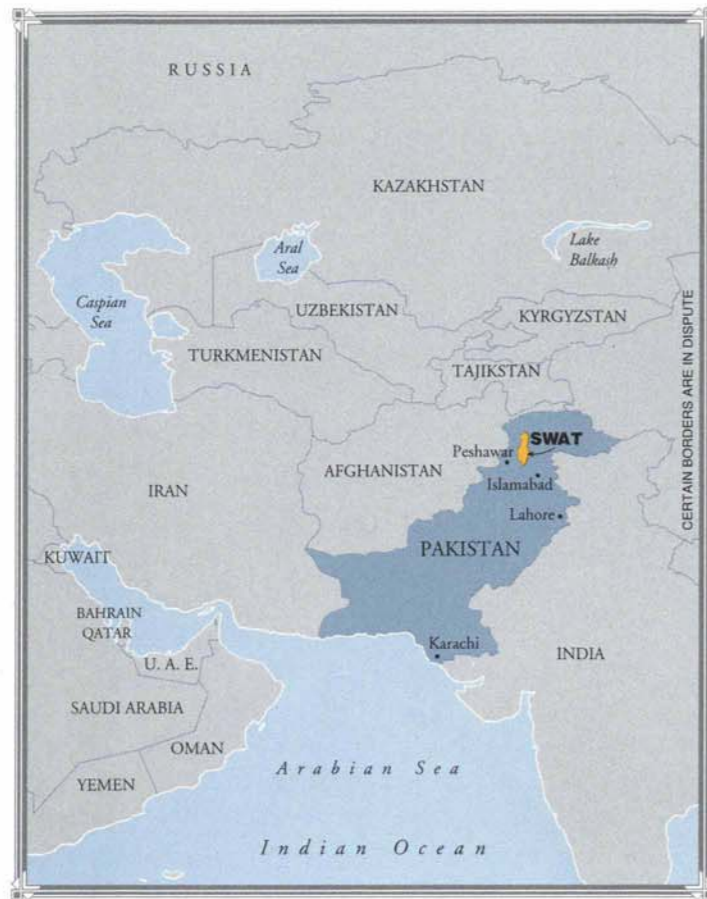 RUSSIA
KAZAKHSTAN
Aral
Sea
Lake
Balkash
Caspian
Sea
UZBEKISTAN
KYRGYZSTAN
TURKMENISTAN
TAJIKSTAN
CERTAIN BORDERS ARE IN DISPUTE
SWAT
Peshawar
AFGHANISTAN
Islamabad
IRAN
Lahore
PAKISTAN
KUWAIT
BAHRAIN
QATAR
Karachi
INDIA
U. A. E.
SAUDI ARABIA
OMAN
Arabian Sea
YEMEN
Indian Ocean